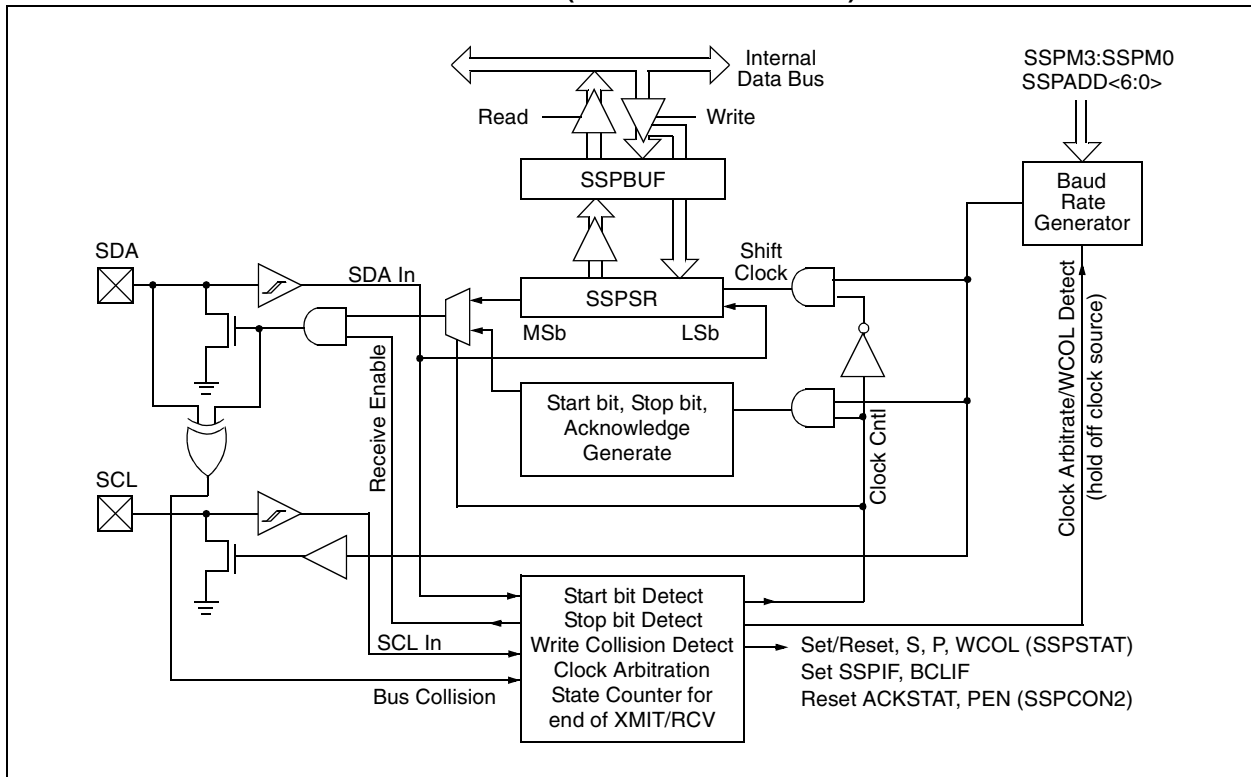 Internal
Data Bus
SSPM3:SSPM0
SSPADD<6:0>
Read
Write
SSPBUF
Baud
Rate
Generator
SDA
SDA In
Shift
Clock
SSPSR
MSb
LSb
Start bit, Stop bit,
Acknowledge
Generate
Receive Enable
Clock Cntl
Clock Arbitrate/WCOL Detect
(hold off clock source)
SCL
SCL In
Bus Collision
Start bit Detect
Stop bit Detect
Write Collision Detect
Clock Arbitration
State Counter for
end of XMIT/RCV
Set/Reset, S, P, WCOL (SSPSTAT)
Set SSPIF, BCLIF
Reset ACKSTAT, PEN (SSPCON2)